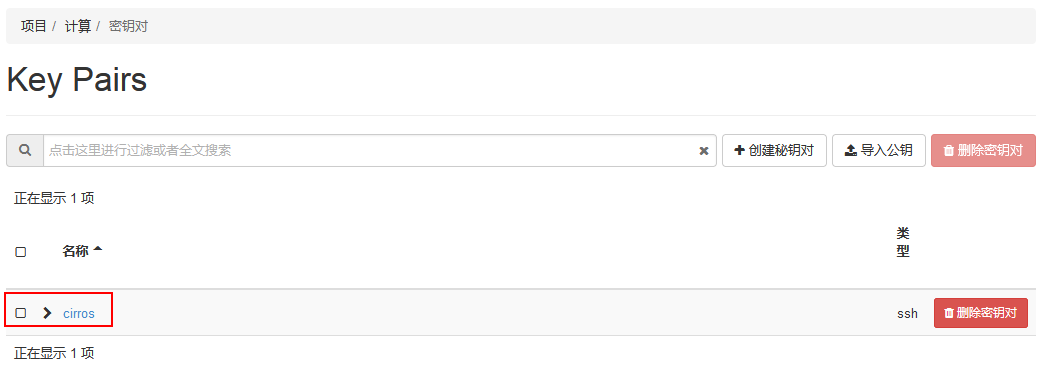 项目 / 计算 / 密钥对
Key Pairs
点击这里进行过滤或者全文搜索 创建秘钥对 导入公钥 删除密钥对
正在显示 1 项
名称 类型
cirros ssh 删除密钥对
正在显示 1 项